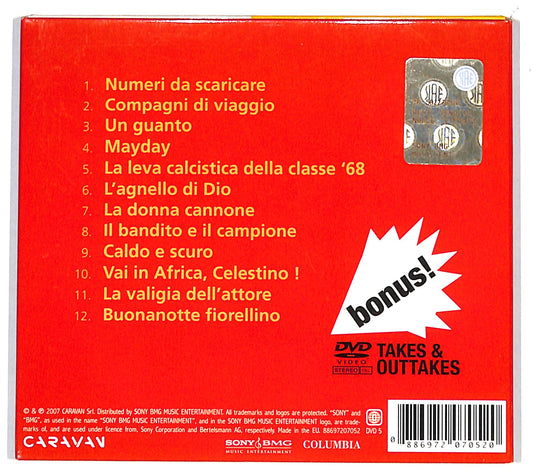 1. Numeri da scaricare
2. Compagni di viaggio
3. Un guanto
4. Mayday
5. La leva calcistica della classe ‘68
6. L’agnello di Dio
7. La donna cannone
8. Il bandito e il campione
9. Caldo e scuro
10. Vai in Africa, Celestino !
11. La valigia dell’attore
12. Buonanotte fiorellino
bonus!
DVD
VIDEO
STEREO
TAKES &
OUTTAKES
© & ℗ 2007 CARAVAN Srl. Distributed by SONY BMG MUSIC ENTERTAINMENT. All trademarks and logos are protected. "SONY" and
"BMG", as used in the name "SONY BMG MUSIC ENTERTAINMENT", and in the SONY BMG MUSIC ENTERTAINMENT logo, are trade-
marks of, and are used under licence from, Sony Corporation and Bertelsmann AG, respectively. Made in the EU. 88697207052
CARAVAN
SONY BMG
MUSIC ENTERTAINMENT
COLUMBIA
DVD 5
0 886972 070520